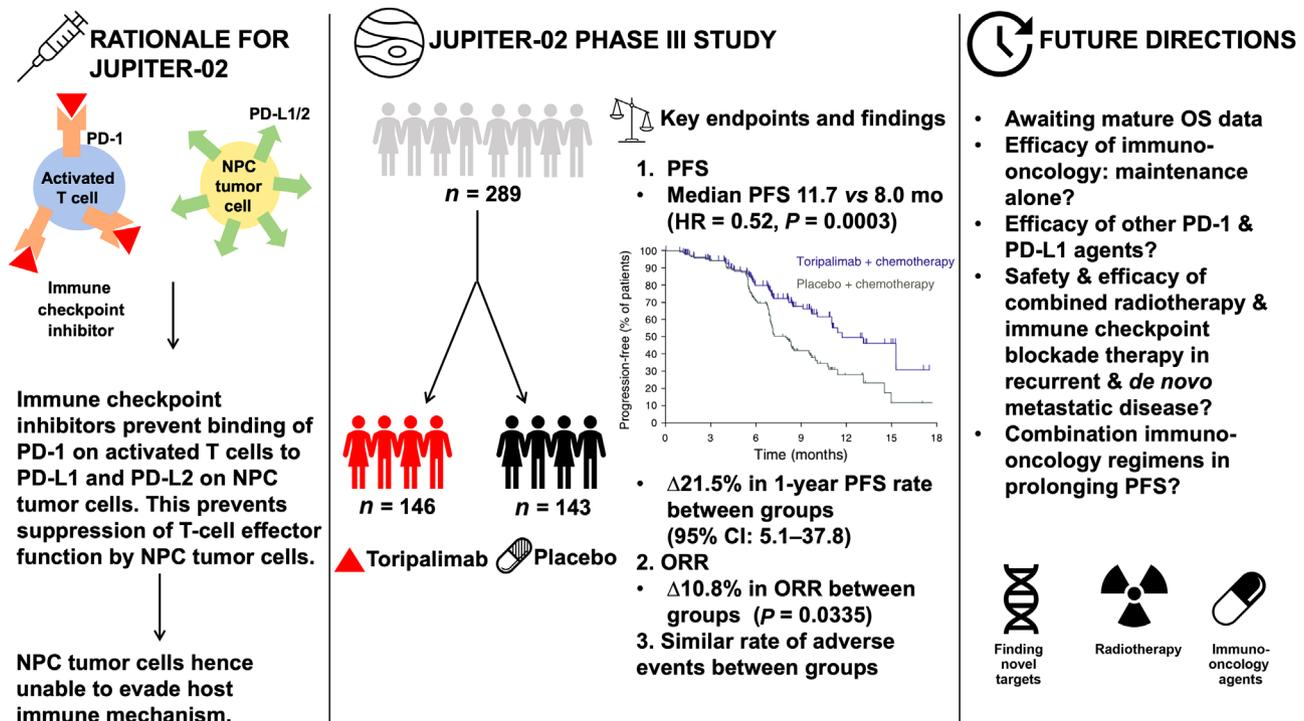 RATIONALE FOR
JUPITER-02
PD-1
PD-L1/2
Activated
T cell
NPC
tumor
cell
Immune
checkpoint
inhibitor
Immune checkpoint
inhibitors prevent binding of
PD-1 on activated T cells to
PD-L1 and PD-L2 on NPC
tumor cells. This prevents
suppression of T-cell effector
function by NPC tumor cells.
NPC tumor cells hence
unable to evade host
immune mechanism.
JUPITER-02 PHASE III STUDY
n = 289
n = 146
n = 143
Toripalimab
Placebo
Key endpoints and findings
1. PFS
• Median PFS 11.7 vs 8.0 mo
(HR = 0.52, P = 0.0003)
Progression-free (% of patients)
100
90
80
70
60
50
40
30
20
10
0
Toripalimab + chemotherapy
Placebo + chemotherapy
0 3 6 9 12 15 18
Time (months)
• Δ21.5% in 1-year PFS rate
between groups
(95% CI: 5.1–37.8)
2. ORR
• Δ10.8% in ORR between
groups (P = 0.0335)
3. Similar rate of adverse
events between groups
FUTURE DIRECTIONS
• Awaiting mature OS data
• Efficacy of immuno-
oncology: maintenance
alone?
• Efficacy of other PD-1 &
PD-L1 agents?
• Safety & efficacy of
combined radiotherapy &
immune checkpoint
blockade therapy in
recurrent & de novo
metastatic disease?
• Combination immuno-
oncology regimens in
prolonging PFS?
Finding
novel
targets
Radiotherapy
Immuno-
oncology
agents